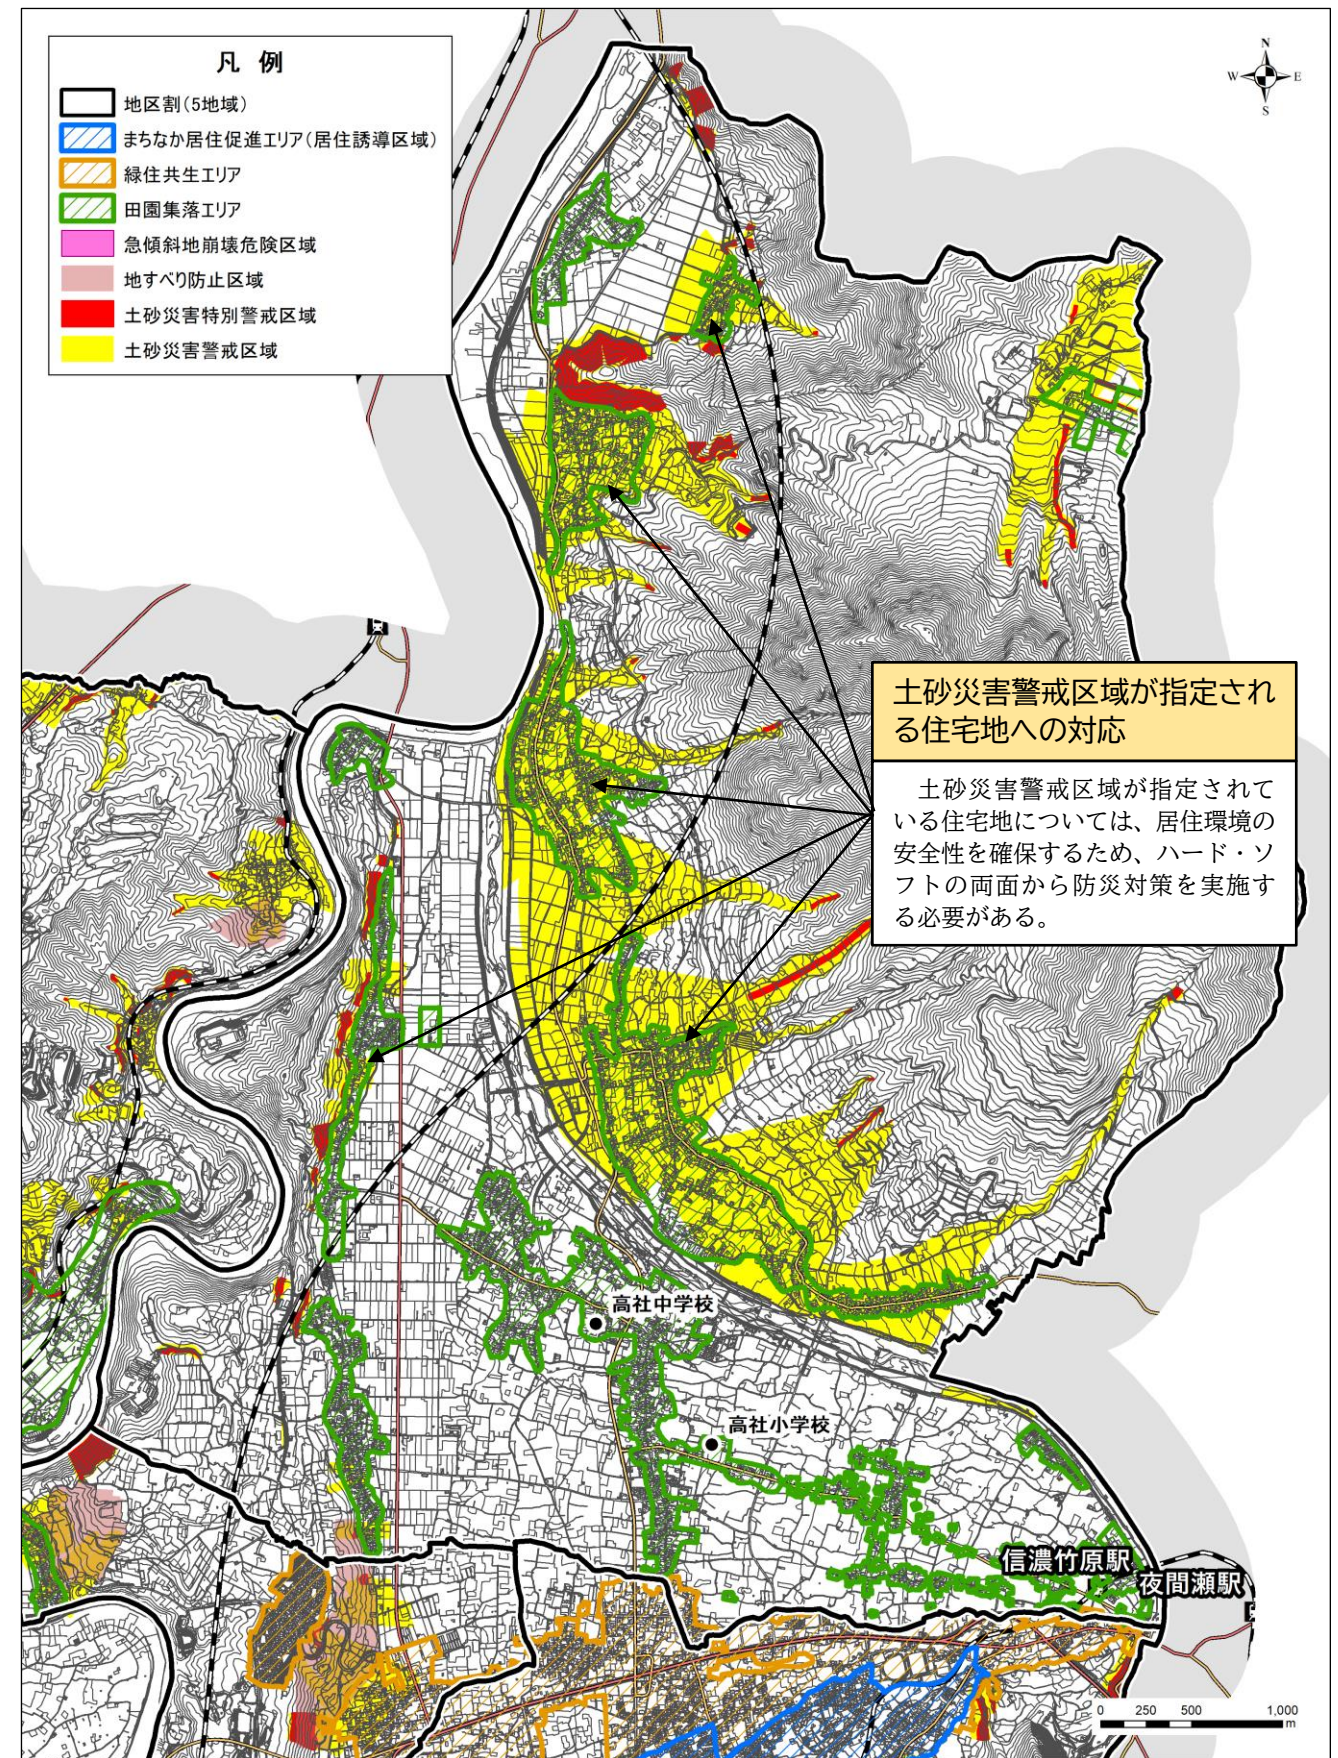 凡 例
地区割(5地域)
まちなか居住促進エリア(居住誘導区域)
緑住共生エリア
田園集落エリア
急傾斜地崩壊危険区域
地すべり防止区域
土砂災害特別警戒区域
土砂災害警戒区域
N
W E
S
土砂災害警戒区域が指定され
る住宅地への対応
土砂災害警戒区域が指定されて
いる住宅地については、居住環境の
安全性を確保するため、ハード・ソ
フトの両面から防災対策を実施す
る必要がある。
高社中学校
高社小学校
信濃竹原駅
夜間瀬駅
0 250 500 1,000
m